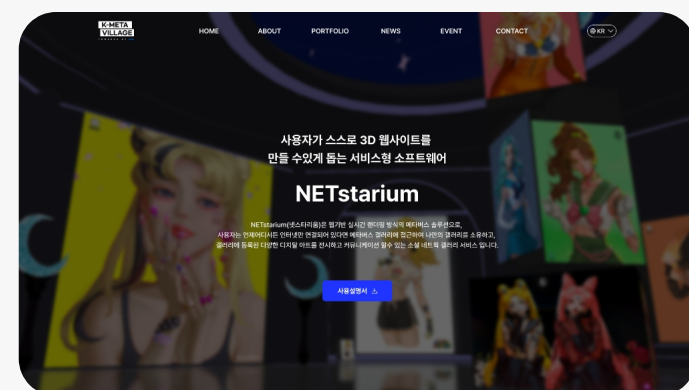 K-META
VILLAGE
HOME ABOUT PORTFOLIO NEWS EVENT CONTACT
KR
사용자가 스스로 3D 웹사이트를
만들 수있게 돕는 서비스형 소프트웨어
NETstarium
NETstarium(넷스타리움)은 웹기반 실시간 렌더링 방식의 메타버스 솔루션으로,
사용자는 언제어디서든 인터넷만 연결되어 있다면 메타버스 갤러리에 접근하여 나만의 갤러리를 소유하고,
갤러리에 등록된 다양한 디지털 아트를 전시하고 커뮤니케이션 할수 있는 소셜 네트웍 갤러리 서비스 입니다.
사용설명서